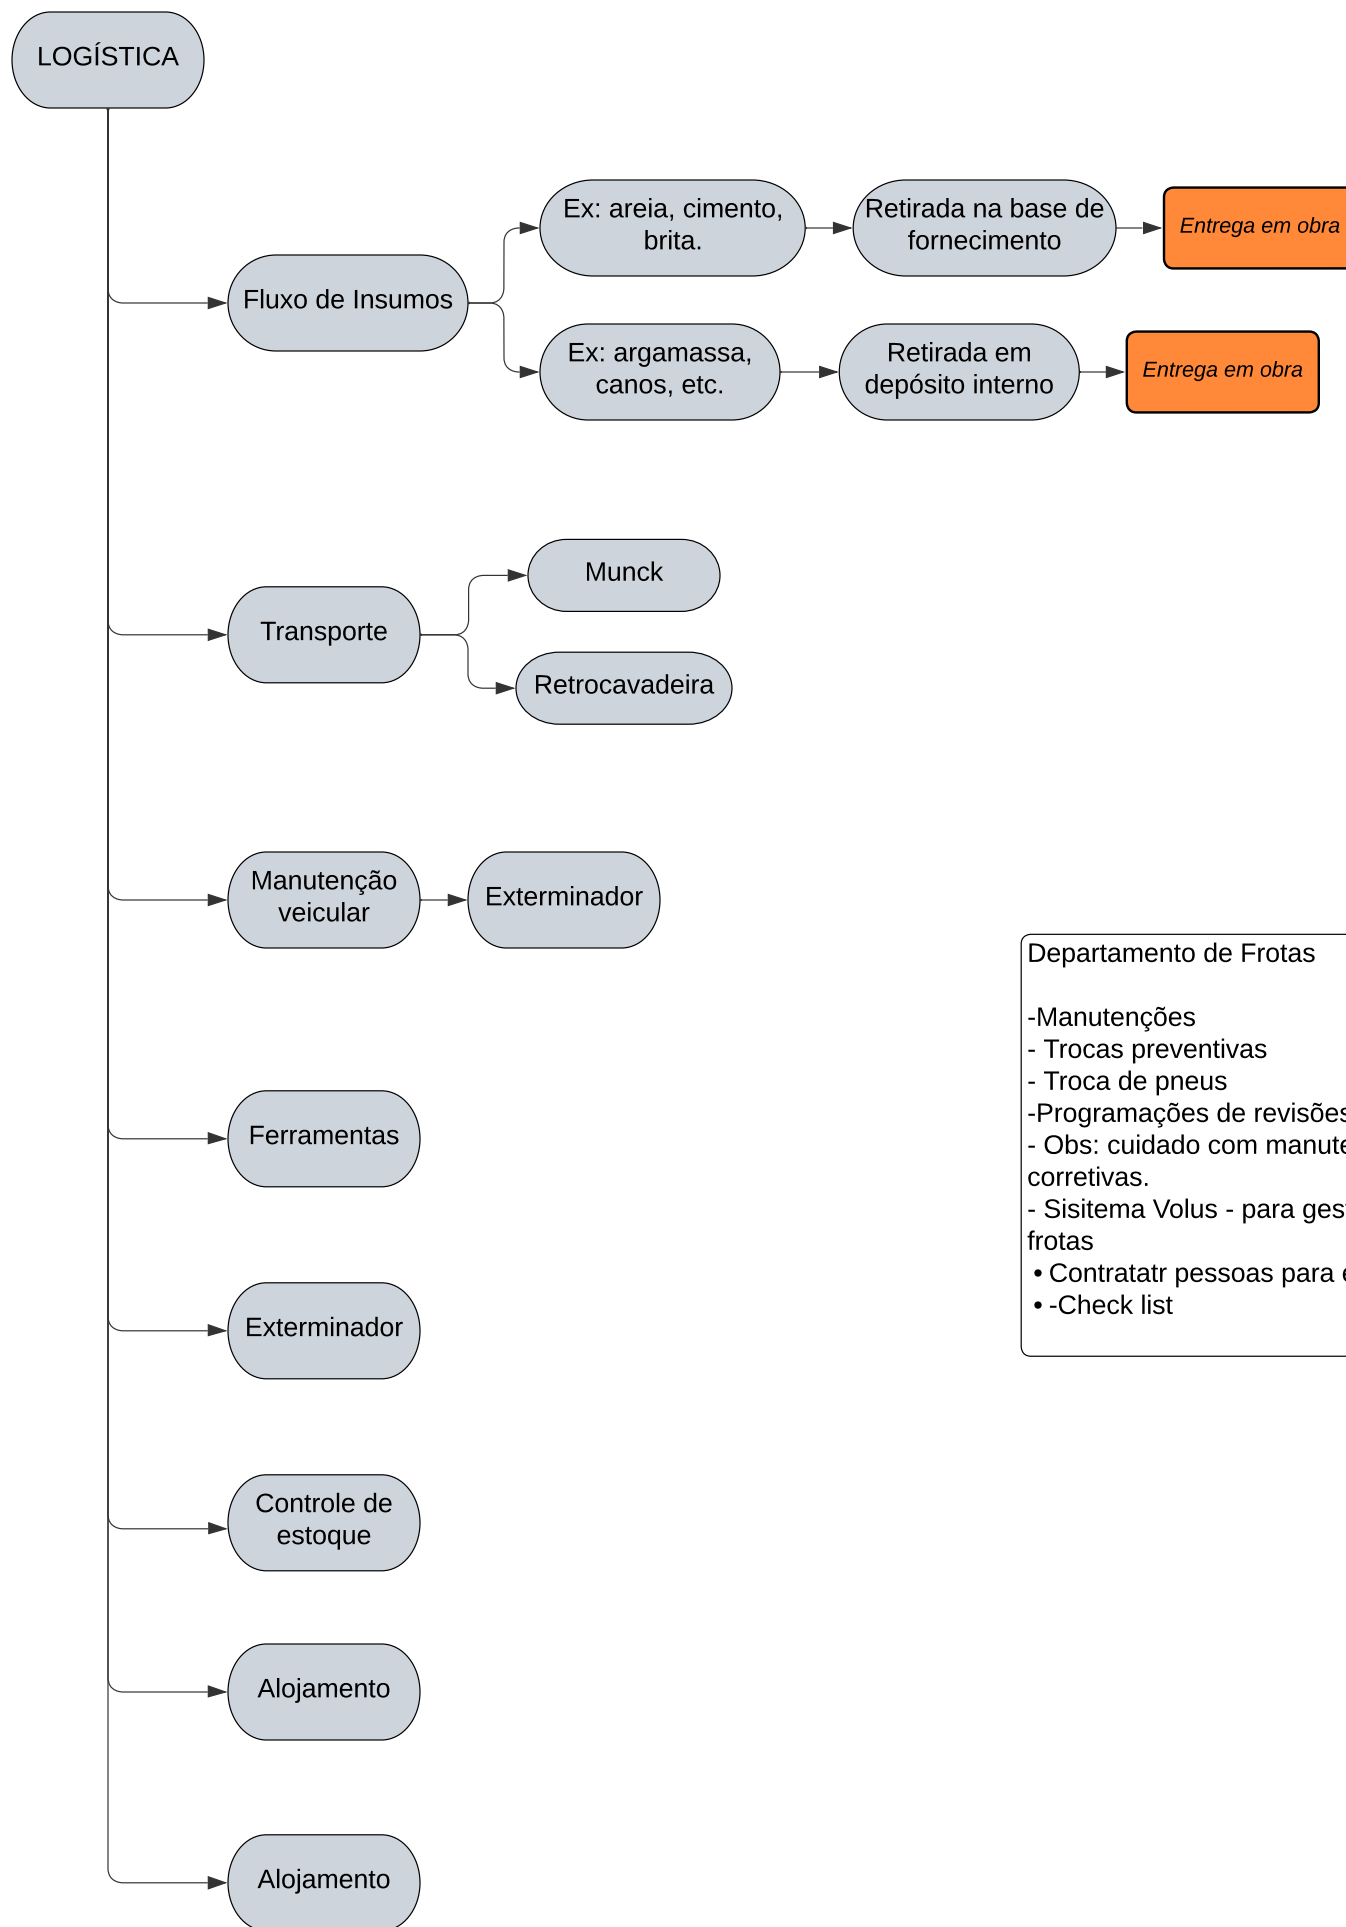 LOGÍSTICA
Ex: areia, cimento,
brita.
Retirada na base de
fornecimento
Entrega em obra
Fluxo de Insumos
Ex: argamassa,
canos, etc.
Retirada em
depósito interno
Entrega em obra
Munck
Transporte
Retrocavadeira
Manutenção
veicular
Exterminador
Departamento de Frotas
-Manutenções
- Trocas preventivas
- Troca de pneus
-Programações de revisões
- Obs: cuidado com
corretivas.
- Sisitema Volus - para
frotas
• Contratatr pessoas para
• -Check list
Ferramentas
Exterminador
Controle de
estoque
Alojamento
Alojamento